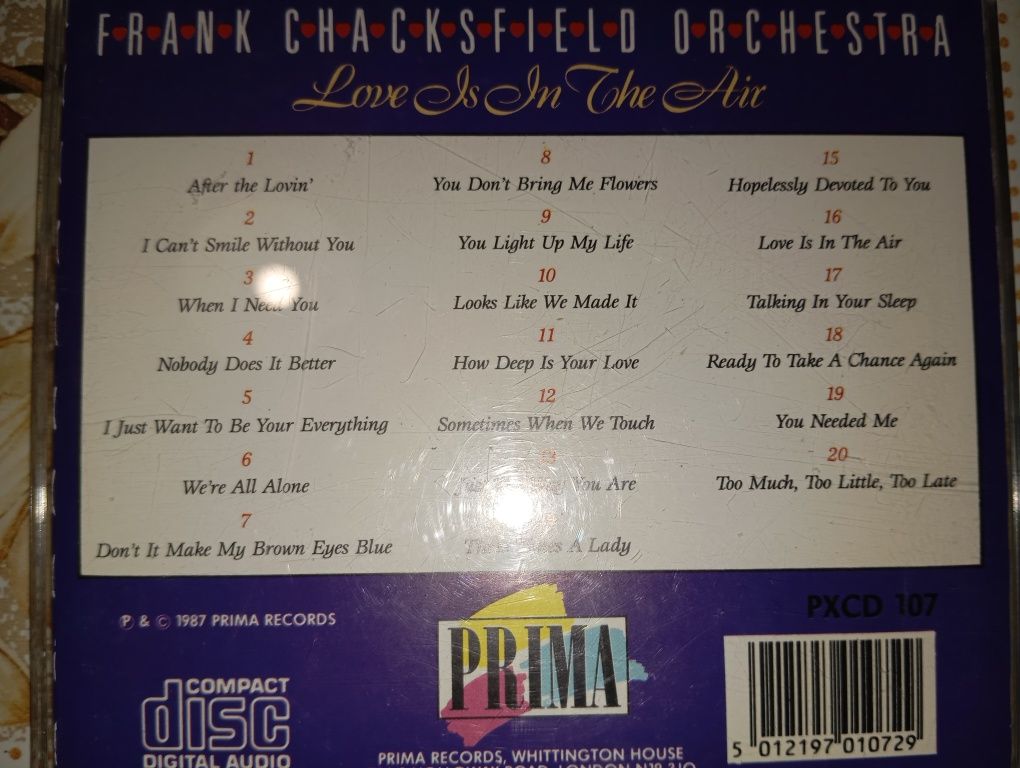 FRANK CHACKSFIELD ORCHESTRA
Love Is In The Air
1
After the Lovin'
2
I Can't Smile Without You
3
When I Need You
4
Nobody Does It Better
5
I Just Want To Be Your Everything
6
We're All Alone
7
Don't It Make My Brown Eyes Blue
8
You Don't Bring Me Flowers
9
You Light Up My Life
10
Looks Like We Made It
11
How Deep Is Your Love
12
Sometimes When We Touch
You Are
A Lady
15
Hopelessly Devoted To You
16
Love Is In The Air
17
Talking In Your Sleep
18
Ready To Take A Chance Again
19
You Needed Me
20
Too Much, Too Little, Too Late
℗ & © 1987 PRIMA RECORDS
PXCD 107
COMPACT
disc
DIGITAL AUDIO
PRIMA
PRIMA RECORDS, WHITTINGTON HOUSE
ROAD, LONDON N19
5 012197 010729